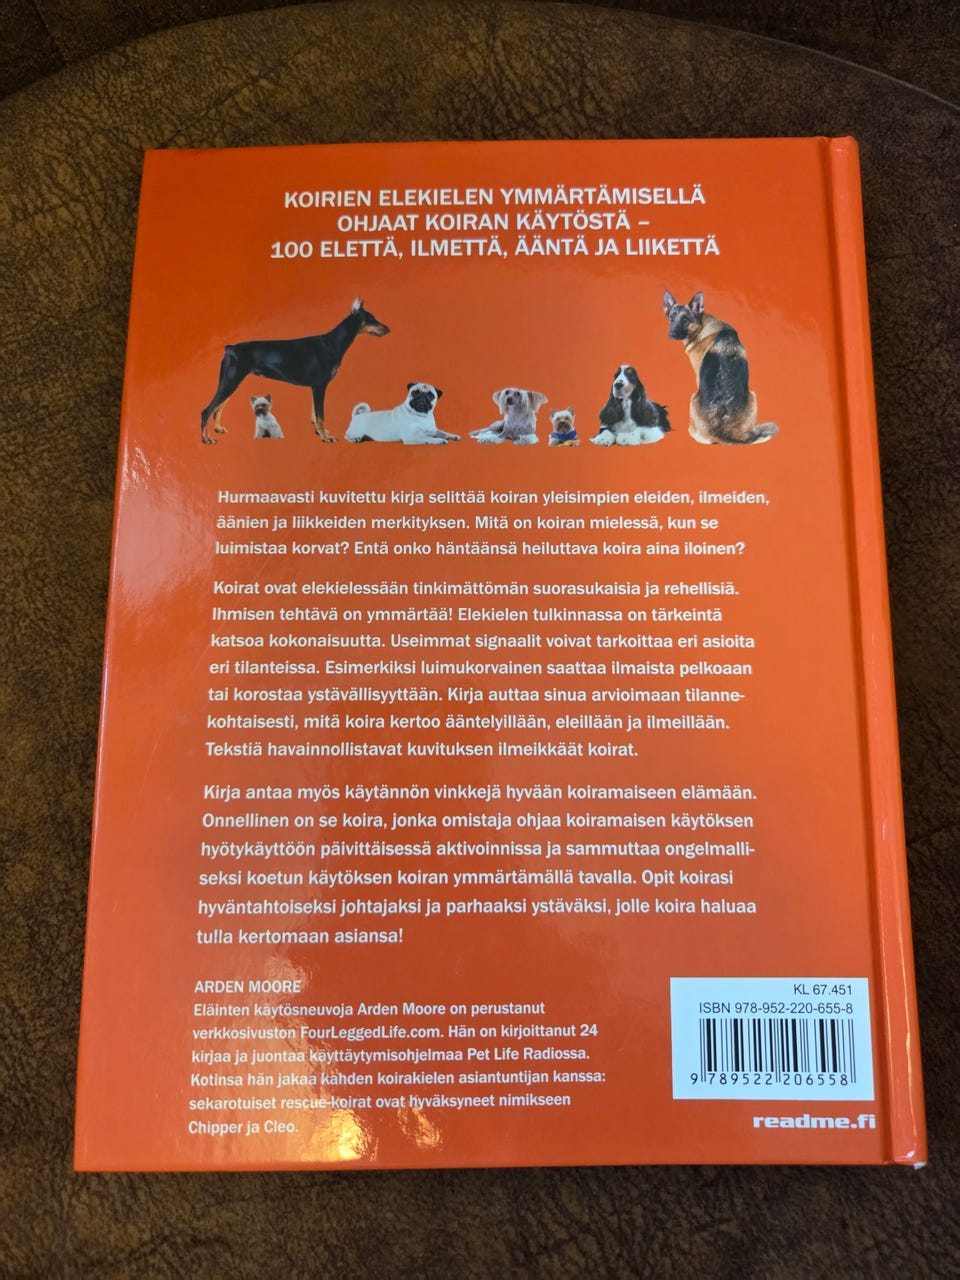 KOIRIEN ELEKIELEN YMMÄRTÄMISELLÄ
OHJAAT KOIRAN KÄYTÖSTÄ –
100 ELETTÄ, ILMETTÄ, ÄÄNTÄ JA LIIKETTÄ
Hurmaavasti kuvitettu kirja selittää koiran yleisimpien eleiden, ilmeiden,
äänien ja liikkeiden merkityksen. Mitä on koiran mielessä, kun se
luimistaa korvat? Entä onko häntäänsä heiluttava koira aina iloinen?
Koirat ovat elekielessään tinkimättömän suorasukaisia ja rehellisiä.
Ihmisen tehtävä on ymmärtää! Elekielen tulkinnassa on tärkeintä
katsoa kokonaisuutta. Useimmat signaalit voivat tarkoittaa eri asioita
eri tilanteissa. Esimerkiksi luimukorvainen saattaa ilmaista pelkoaan
tai korostaa ystävällisyyttään. Kirja auttaa sinua arvioimaan tilanne-
kohtaisesti, mitä koira kertoo ääntelyillään, eleillään ja ilmeillään.
Tekstiä havainnollistavat kuvituksen ilmeikkäät koirat.
Kirja antaa myös käytännön vinkkejä hyvään koiramaiseen elämään.
Onnellinen on se koira, jonka omistaja ohjaa koiramaisen käytöksen
hyötykäyttöön päivittäisessä aktivoinnissa ja sammuttaa ongelmalli-
seksi koetun käytöksen koiran ymmärtämällä tavalla. Opit koirasi
hyväntahtoiseksi johtajaksi ja parhaaksi ystäväksi, jolle koira haluaa
tulla kertomaan asiansa!
ARDEN MOORE
Eläinten käytösneuvoja Arden Moore on perustanut
verkkosivuston FourLeggedLife.com. Hän on kirjoittanut 24
kirjaa ja juontaa käyttäytymisohjelmaa Pet Life Radiossa.
Kotinsa hän jakaa kahden koirakielen asiantuntijan kanssa:
sekarotuiset rescue-koirat ovat hyväksyneet nimikseen
Chipper ja Cleo.
KL 67.451
ISBN 978-952-220-655-8
9 789522 206558
readme.fi